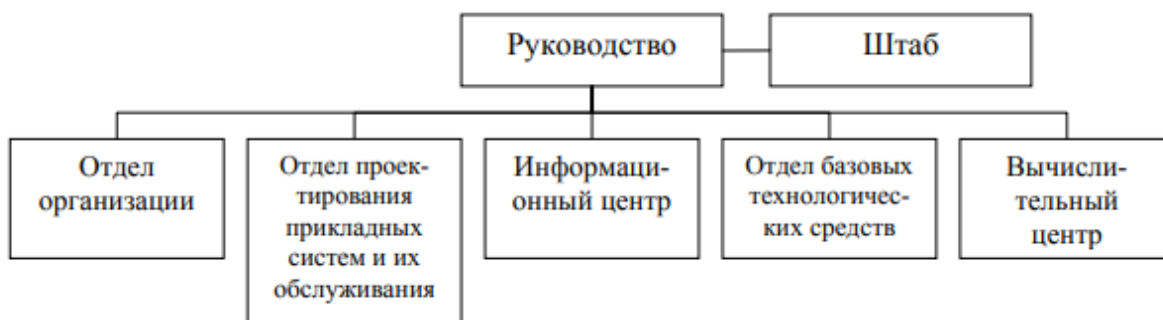 Руководство
Штаб
Отдел
организации
Отдел проек-
тирования
прикладных
систем и их
обслуживания
Информаци-
онный центр
Отдел базовых
технологичес-
ких средств
Вычисли-
тельный
центр